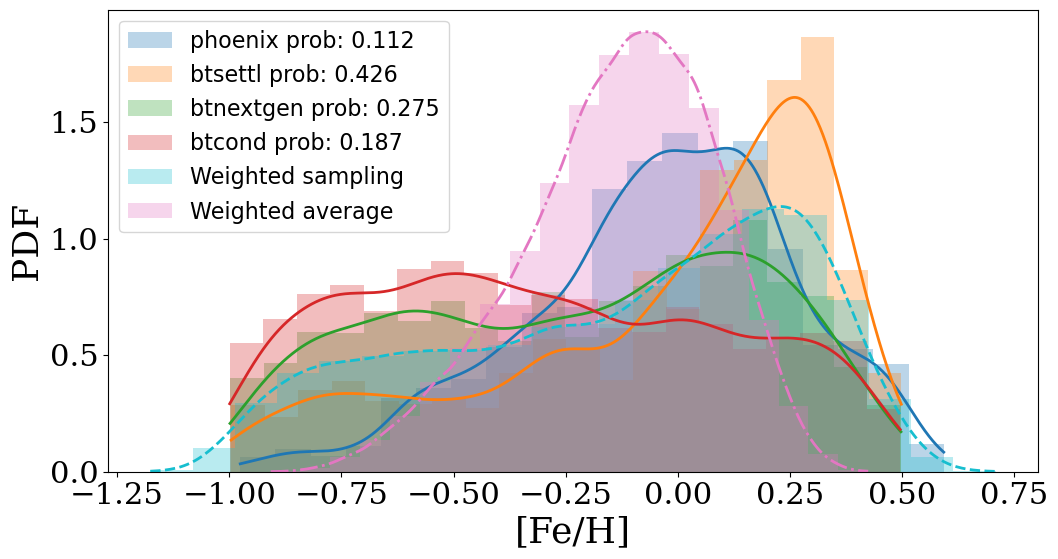 phoenix prob: 0.112
btsettl prob: 0.426
btnextgen prob: 0.275
btcond prob: 0.187
Weighted sampling
Weighted average
PDF
1.5
1.0
0.5
0.0
−1.25 −1.00 −0.75 −0.50 −0.25 0.00 0.25 0.50 0.75
[Fe/H]